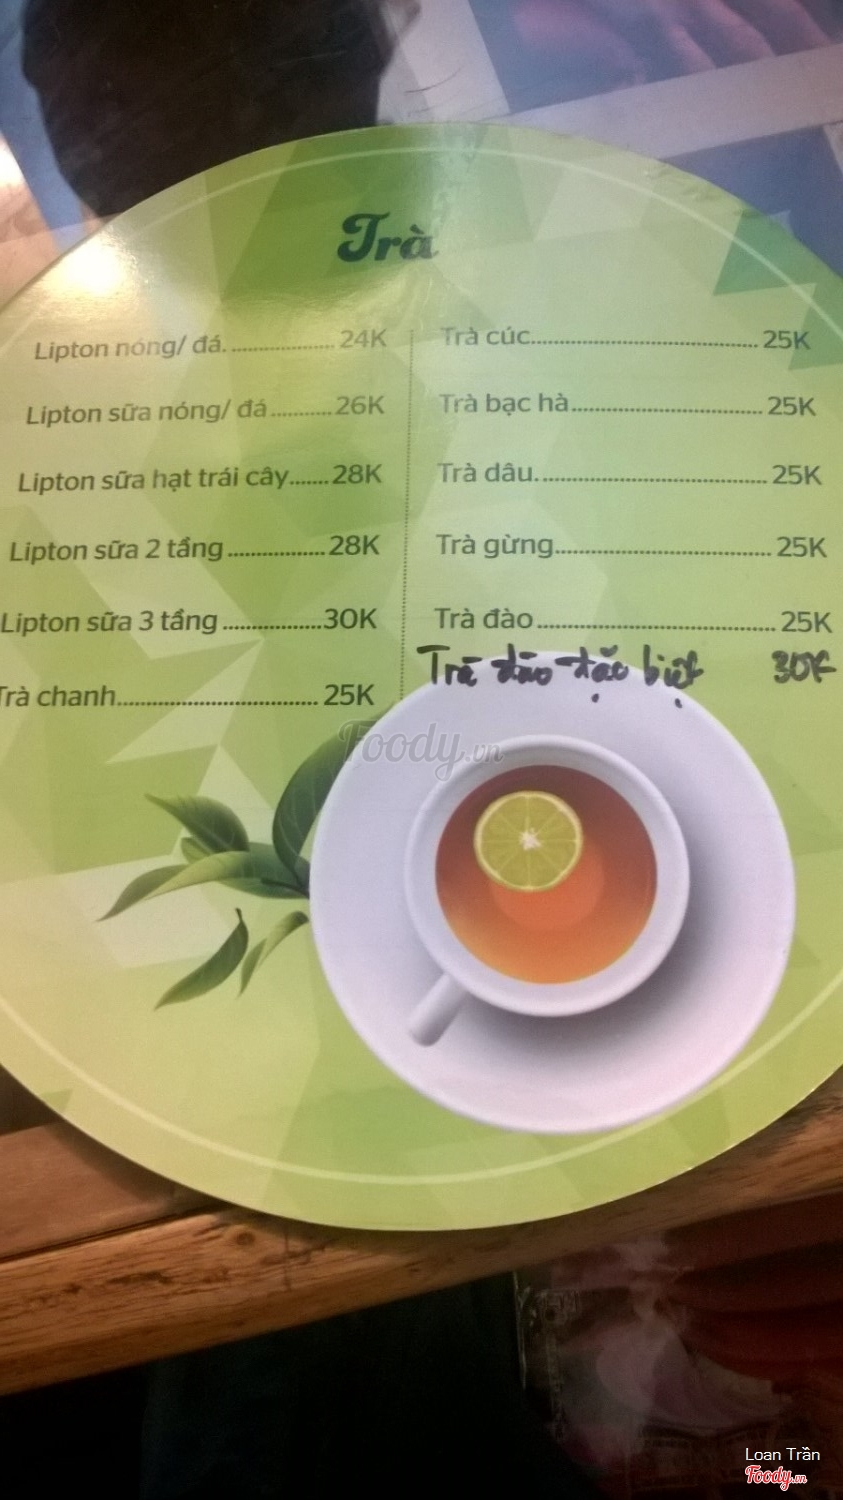 Trà
Lipton nóng/ đá. 24K
Lipton sữa nóng/ đá 26K
Lipton sữa hạt trái cây 28K
Lipton sữa 2 tầng 28K
Lipton sữa 3 tầng 30K
Trà chanh 25K
Trà cúc 25K
Trà bạc hà 25K
Trà dâu. 25K
Trà gừng 25K
Trà đào 25K
Trà đào đặc biệt 30K
Foody.vn
Loan Trần
Foody.vn